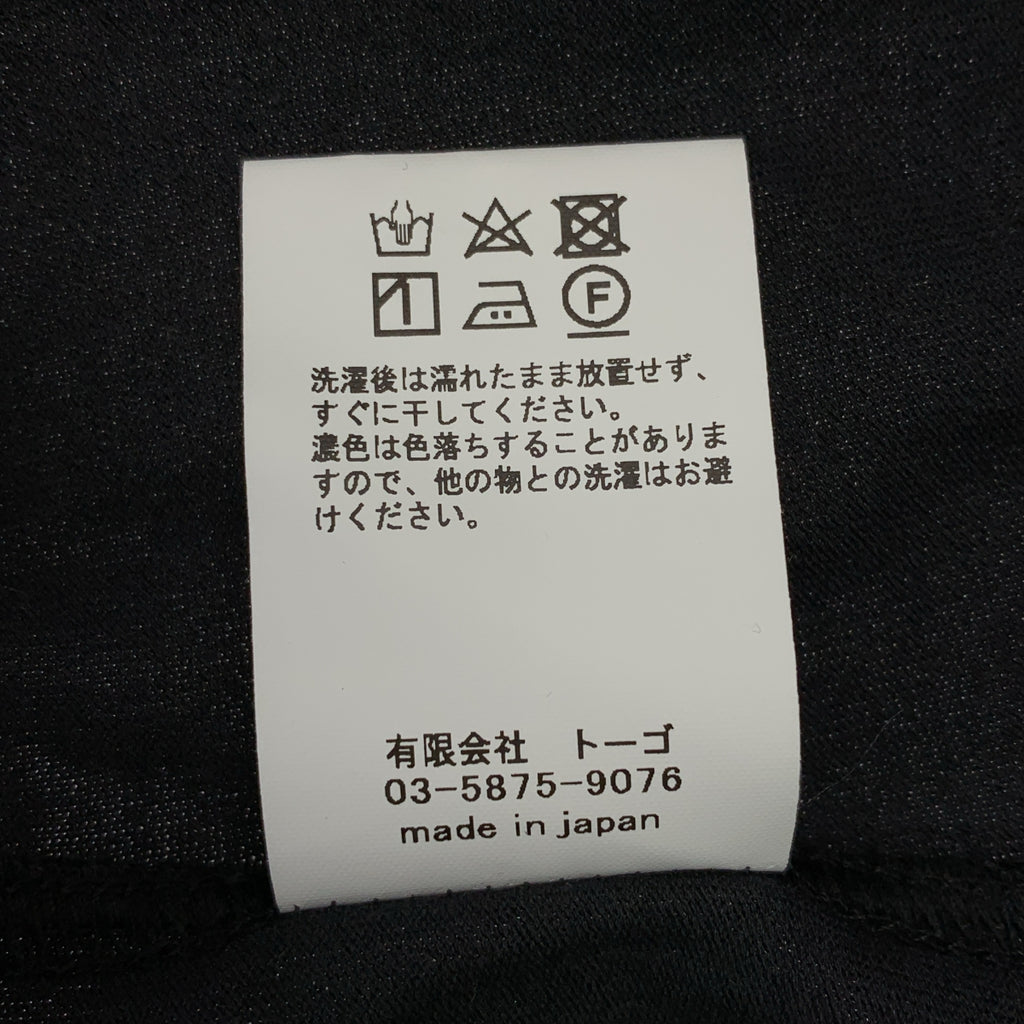 F
洗濯後は濡れたまま放置せず、
すぐに干してください。
濃色は色落ちすることがありま
すので、他の物との洗濯はお避
けください。
有限会社　トーゴ
03-5875-9076
made in japan